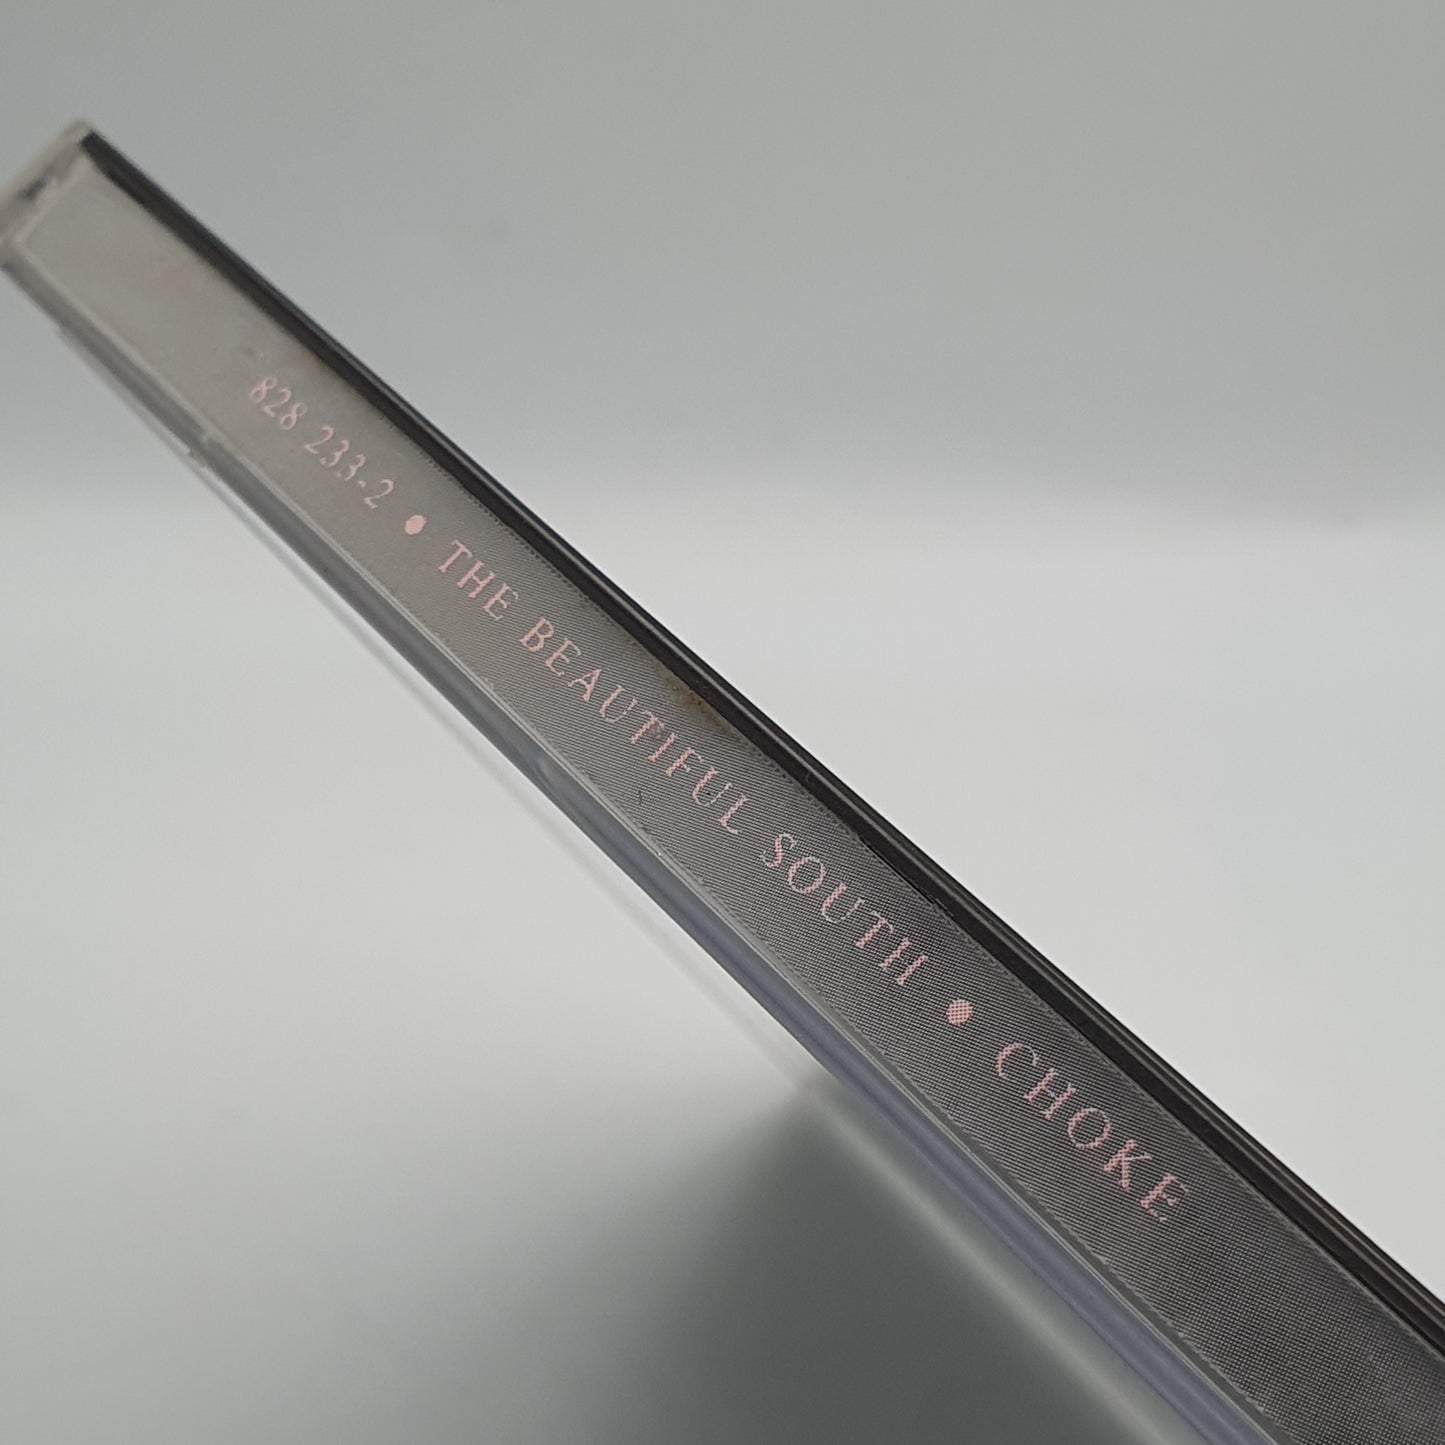 828 233-2 • THE BEAUTIFUL SOUTH • CHOKE